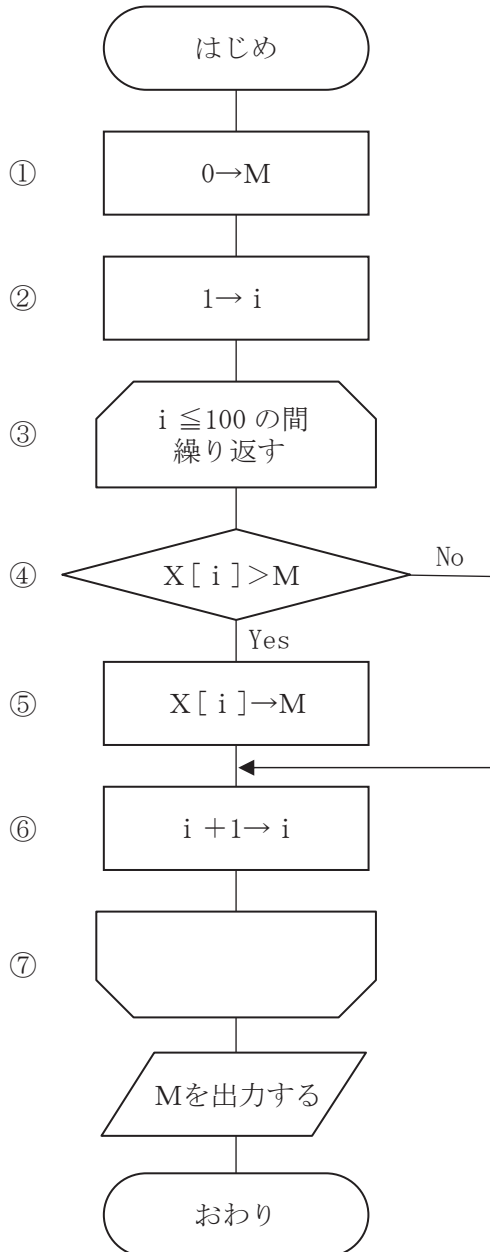 はじめ
① 0→M
② 1→ｉ
③ ｉ≦100 の間
繰り返す
④ X[ｉ]＞M No
Yes
⑤ X[ｉ]→M
⑥ ｉ＋1→ｉ
⑦
Mを出力する
おわり